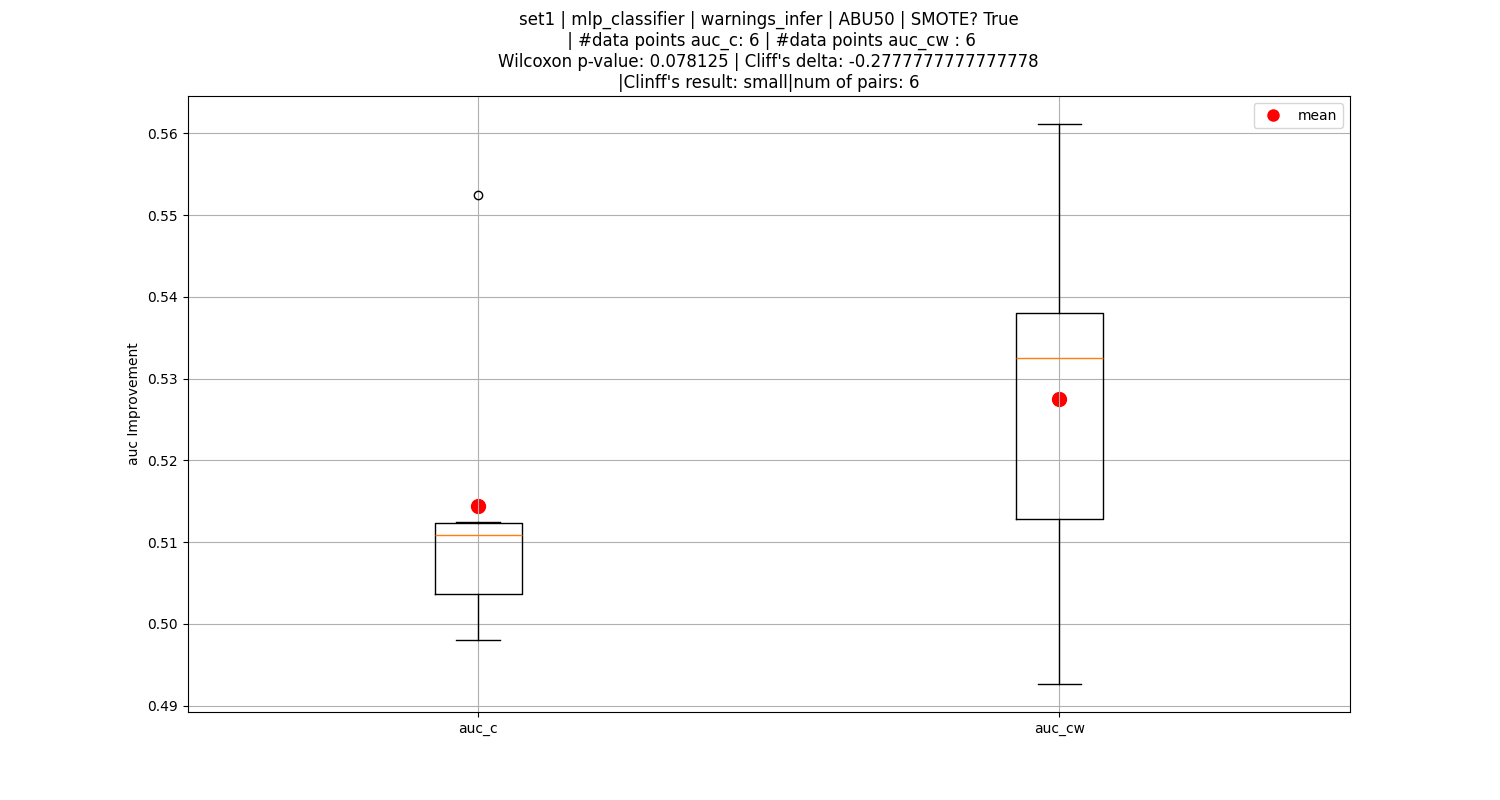 set1 | mlp_classifier | warnings_infer | ABU50 | SMOTE? True
| #data points auc_c: 6 | #data points auc_cw : 6
Wilcoxon p-value: 0.078125 | Cliff's delta: -0.2777777777777778
|Clinff's result: small|num of pairs: 6
mean
0.56
0.55
0.54
0.53
0.52
0.51
0.50
0.49
auc Improvement
auc_c
auc_cw